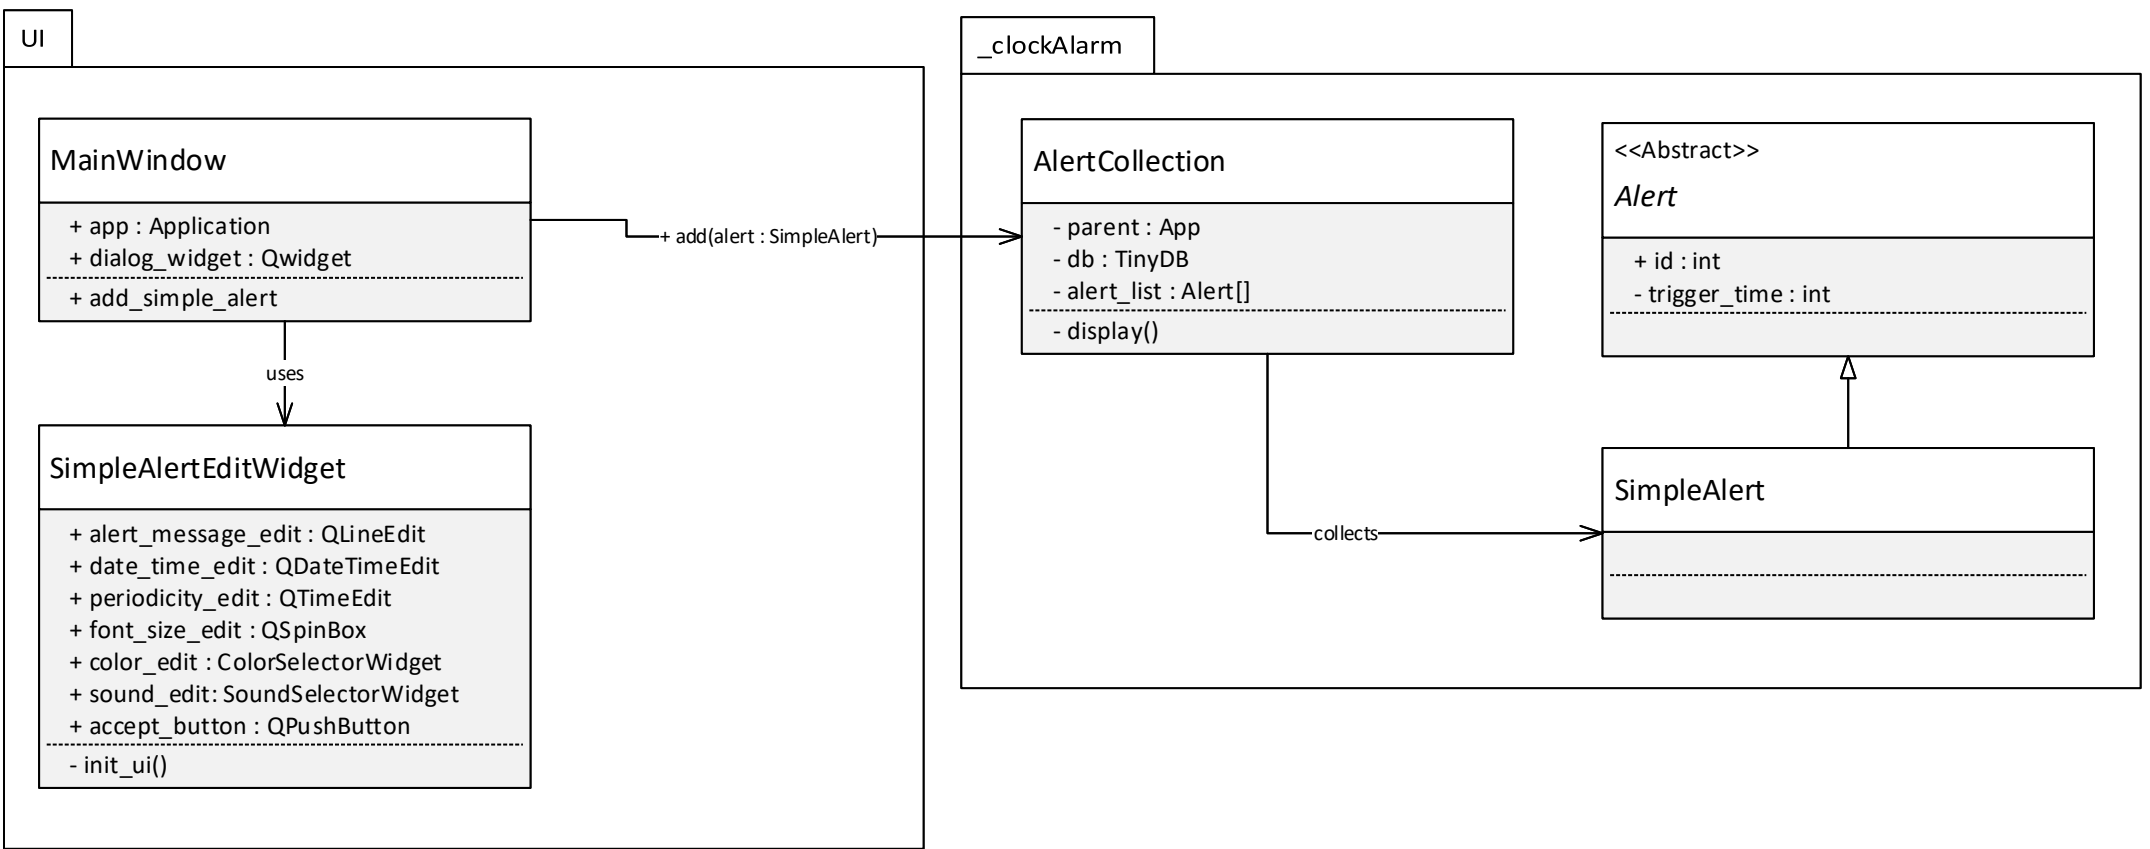 UI
MainWindow
+ app : Application
+ dialog_widget : Qwidget
+ add_simple_alert
uses
SimpleAlertEditWidget
+ alert_message_edit : QLineEdit
+ date_time_edit : QDateTimeEdit
+ periodicity_edit : QTimeEdit
+ font_size_edit : QSpinBox
+ color_edit : ColorSelectorWidget
+ sound_edit: SoundSelectorWidget
+ accept_button : QPushButton
- init_ui()
+ add(alert : SimpleAlert)
_clockAlarm
AlertCollection
- parent : App
- db : TinyDB
- alert_list : Alert[]
- display()
collects
<<Abstract>>
Alert
+ id : int
- trigger_time : int
SimpleAlert